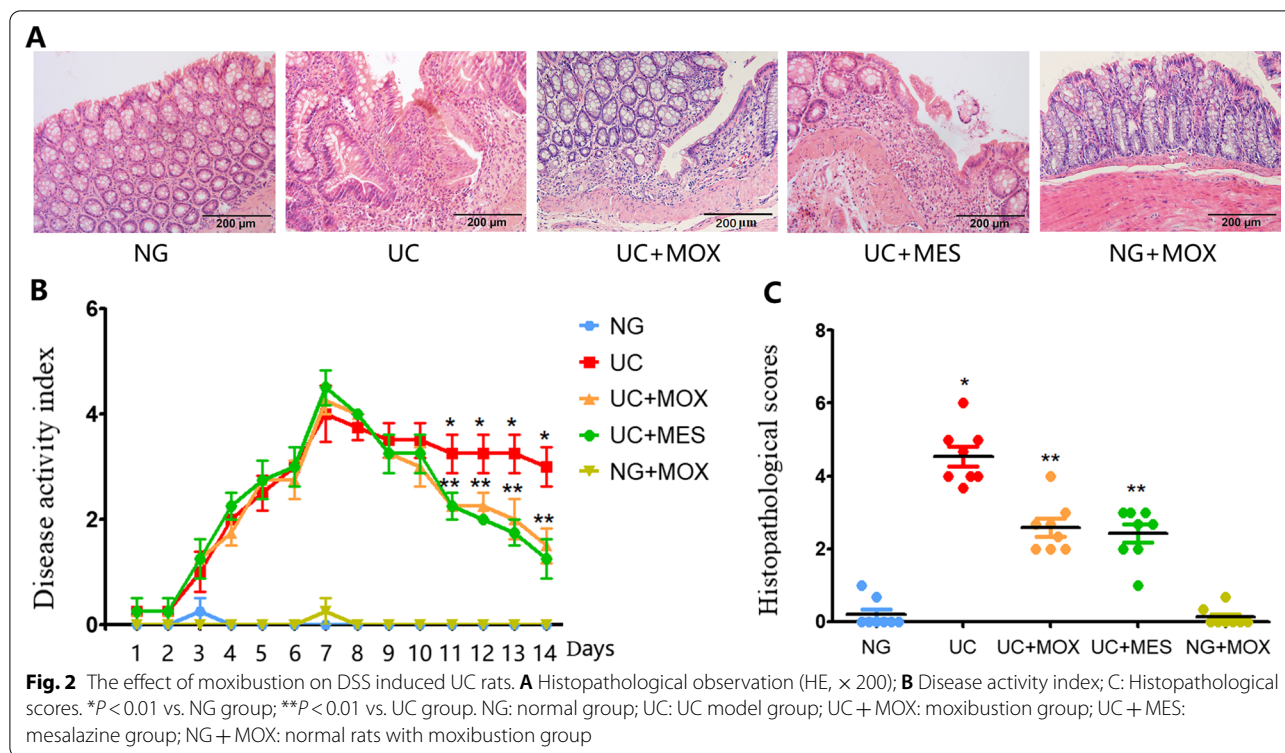 A
200 µm
200 µm
200 µm
200 µm
200 µm
NG UC UC+MOX UC+MES NG+MOX
B
6
4
2
0
Disease activity index
* * * *
** ** ** **
1 2 3 4 5 6 7 8 9 10 11 12 13 14 Days
NG
UC
UC+MOX
UC+MES
NG+MOX
C
8
6
4
2
0
Histopathological scores
*
**
**
NG UC UC+MOX UC+MES NG+MOX
Fig. 2 The effect of moxibustion on DSS induced UC rats. A Histopathological observation (HE, × 200); B Disease activity index; C: Histopathological
scores. *P < 0.01 vs. NG group; **P < 0.01 vs. UC group. NG: normal group; UC: UC model group; UC + MOX: moxibustion group; UC + MES:
mesalazine group; NG + MOX: normal rats with moxibustion group